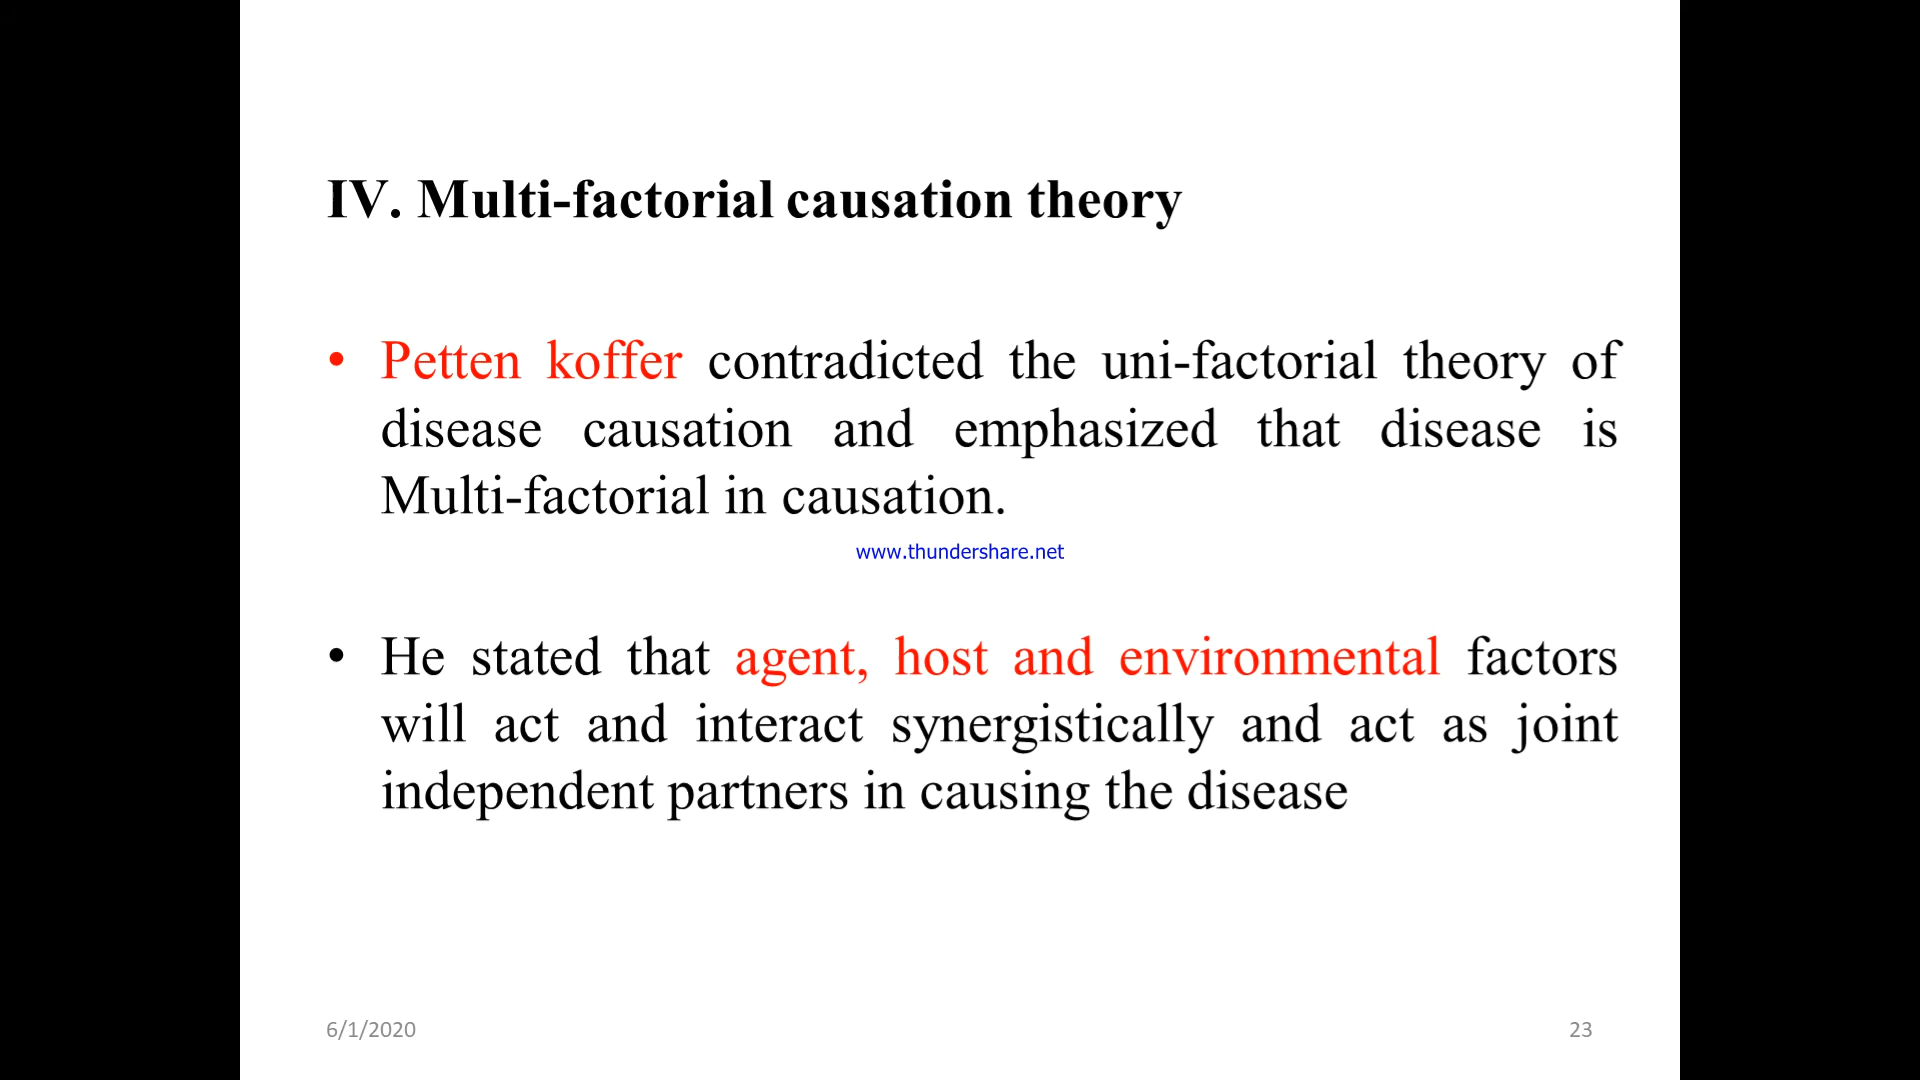 IV. Multi-factorial causation theory
• Petten koffer contradicted the uni-factorial theory of
disease causation and emphasized that disease is
Multi-factorial in causation.
www.thundershare.net
• He stated that agent, host and environmental factors
will act and interact synergistically and act as joint
independent partners in causing the disease
6/1/2020
23